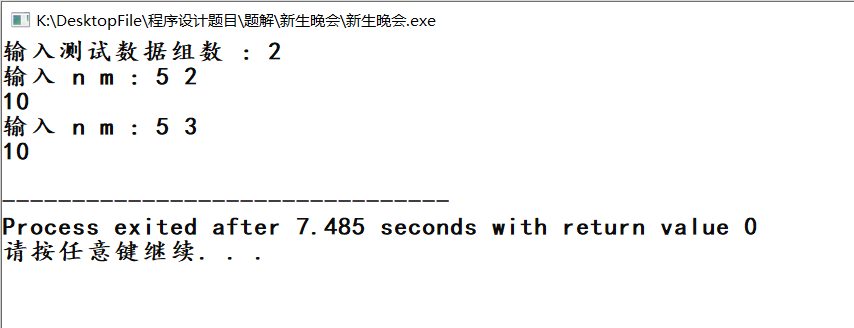 K:\DesktopFile\程序设计题目\题解\新生晚会\新生晚会.exe
输入测试数据组数 : 2
输入 n m : 5 2
10
输入 n m : 5 3
10
--------------------------------
Process exited after 7.485 seconds with return value 0
请按任意键继续. . .